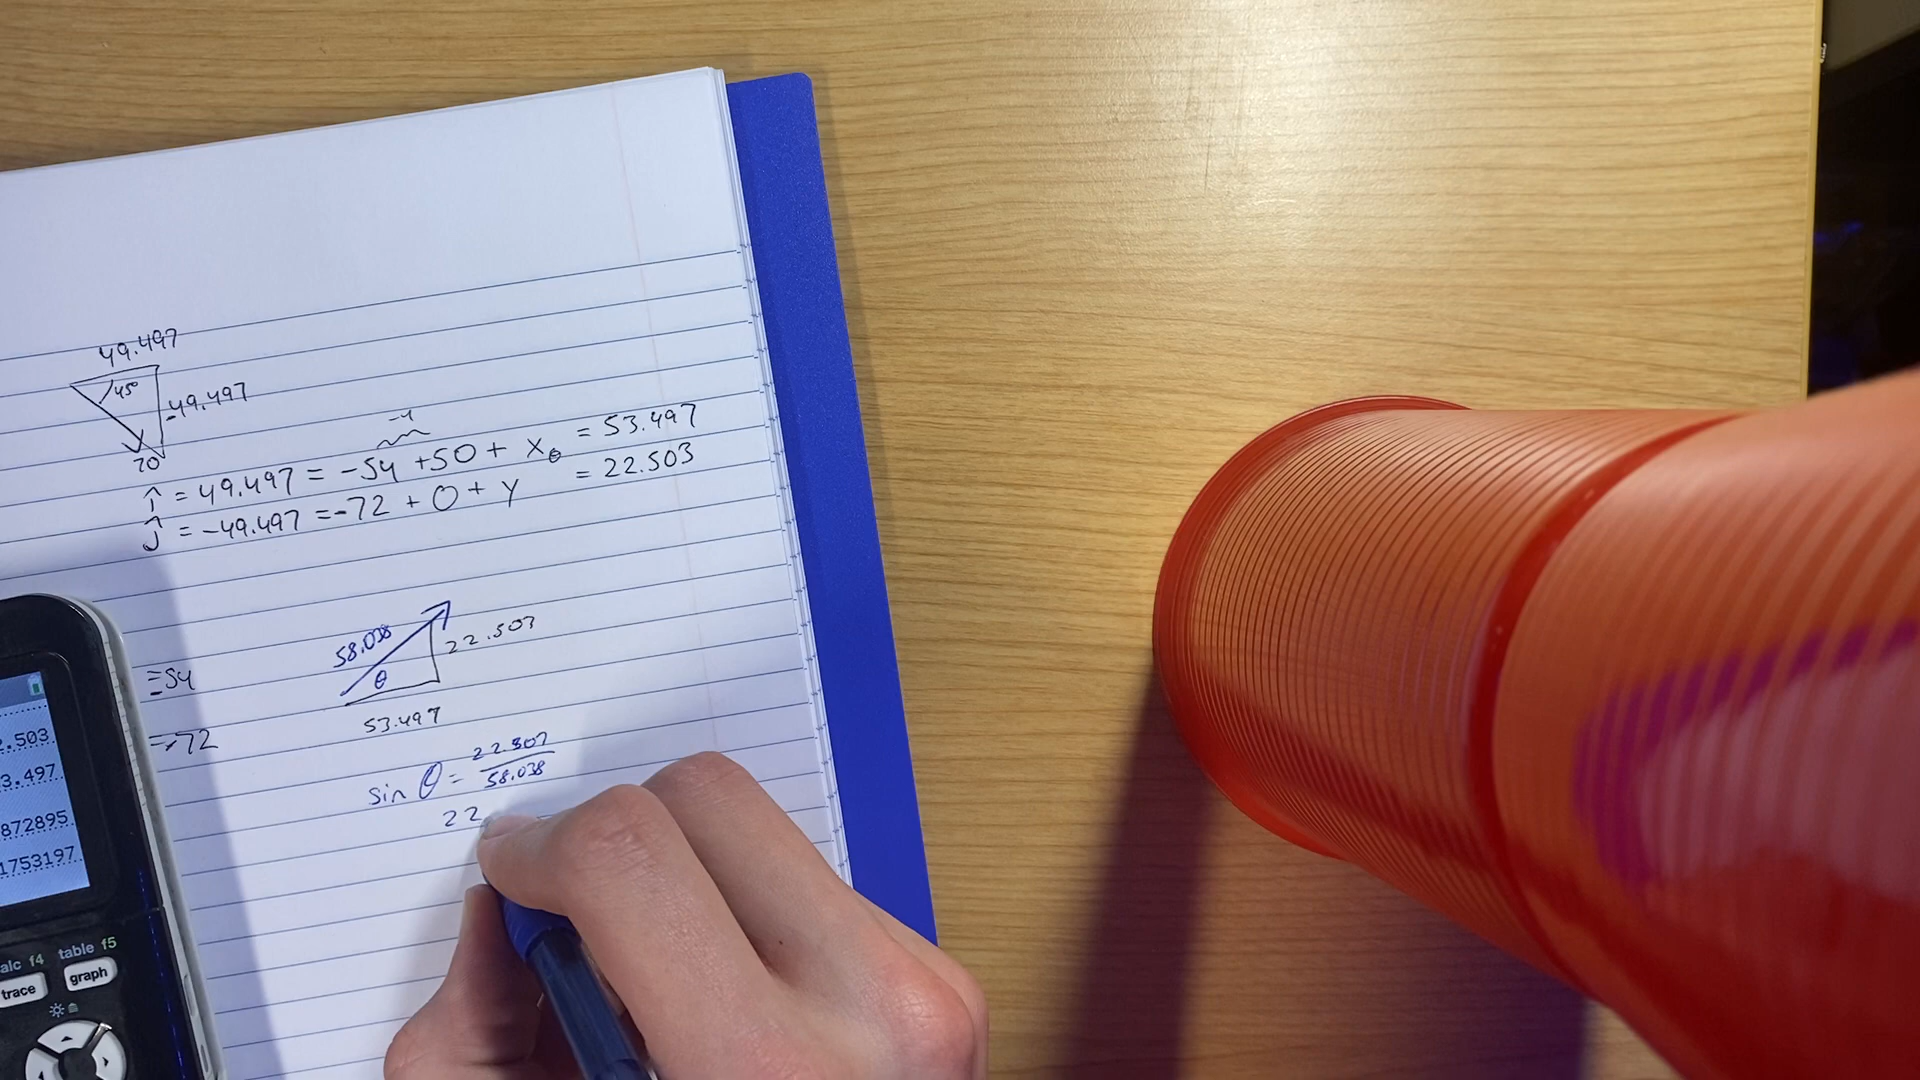 49.497
45°
-49.497
70
-4
î = 49.497 = -54 +50 + x₀ = 53.497
ĵ = -49.497 = -72 + 0 + y = 22.503
58.038
22.503
θ
53.497
=54
=-72
sin θ = 22.507
58.038
22
.503
3.497
872895
1753197
alc f4 table f5
trace graph